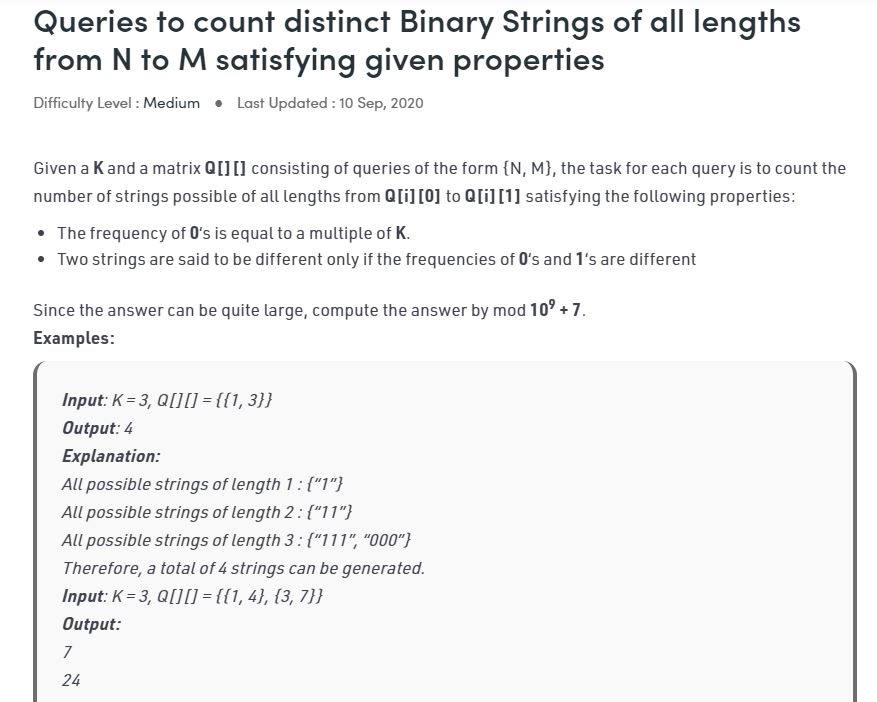 Queries to count distinct Binary Strings of all lengths
from N to M satisfying given properties
Difficulty Level : Medium ● Last Updated : 10 Sep, 2020
Given a K and a matrix Q[][] consisting of queries of the form {N, M}, the task for each query is to count the
number of strings possible of all lengths from Q[i][0] to Q[i][1] satisfying the following properties:
• The frequency of 0's is equal to a multiple of K.
• Two strings are said to be different only if the frequencies of 0's and 1's are different
Since the answer can be quite large, compute the answer by mod 10⁹ + 7.
Examples:
Input: K = 3, Q[][] = {{1, 3}}
Output: 4
Explanation:
All possible strings of length 1 : {“1”}
All possible strings of length 2 : {“11”}
All possible strings of length 3 : {“111”, “000”}
Therefore, a total of 4 strings can be generated.
Input: K = 3, Q[][] = {{1, 4}, {3, 7}}
Output:
7
24